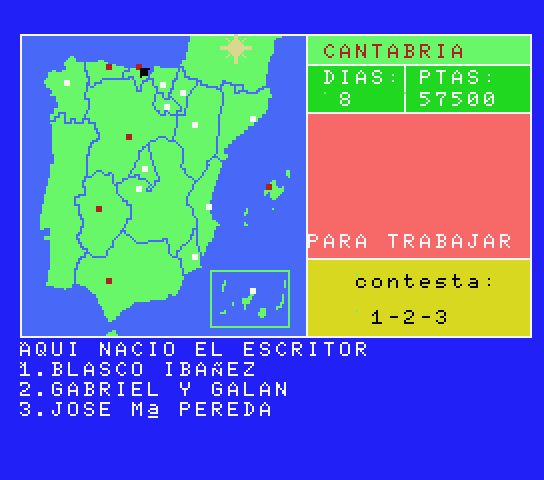 CANTABRIA
DIAS: PTAS:
8 57500
PARA TRABAJAR
contesta:
1-2-3
AQUI NACIO EL ESCRITOR
1.BLASCO IBAÑEZ
2.GABRIEL Y GALAN
3.JOSE Mª PEREDA